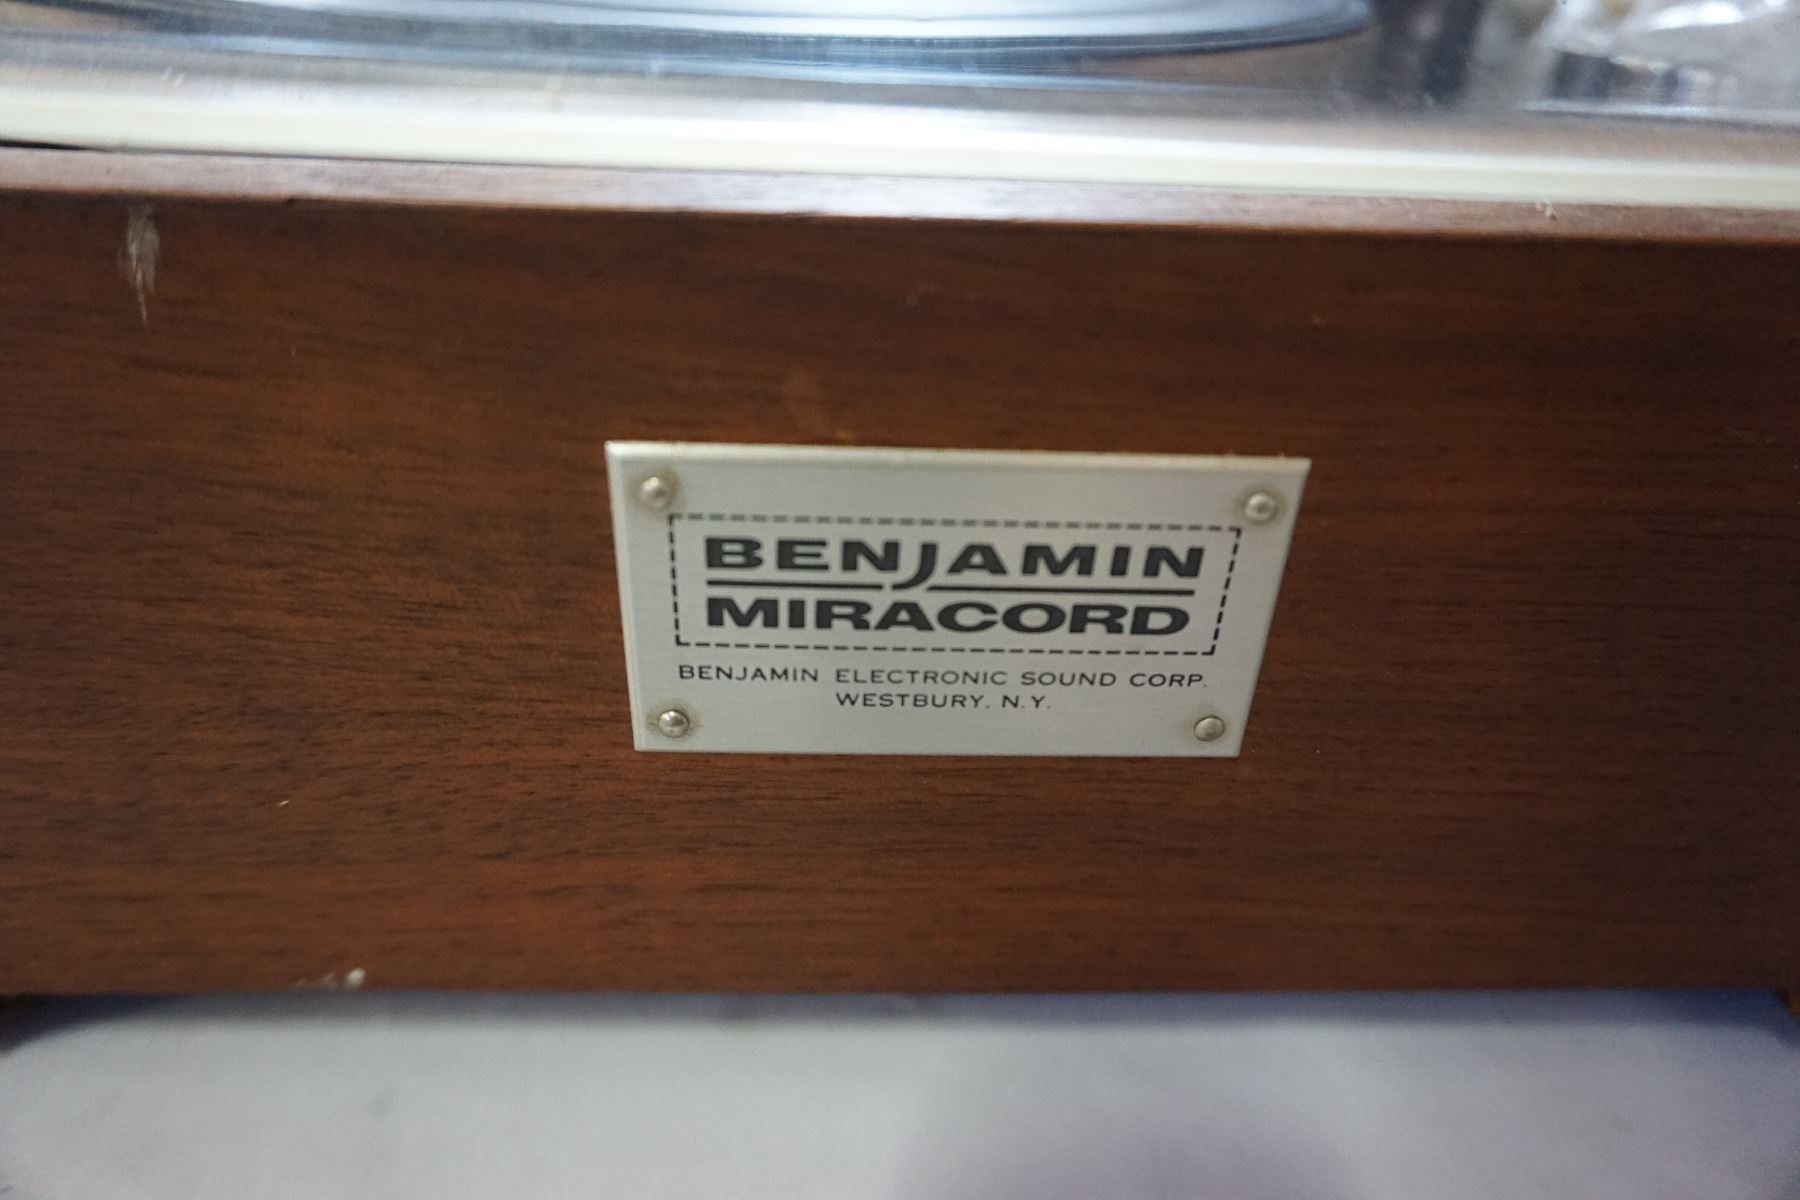 BENJAMIN
MIRACORD
BENJAMIN ELECTRONIC SOUND CORP.
WESTBURY. N.Y.